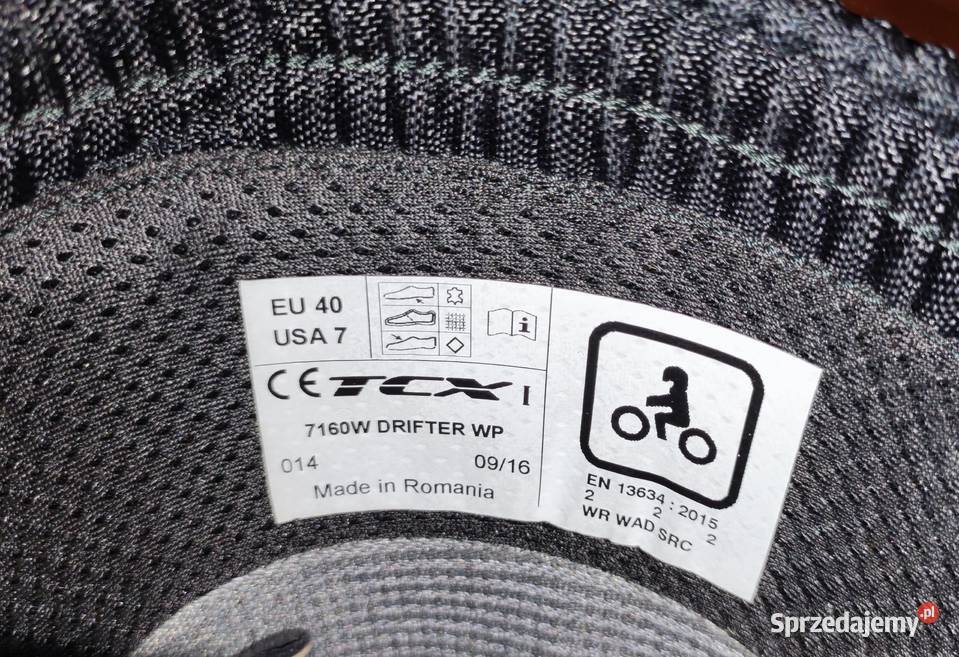 EU 40
USA 7
i
CE TCX I
7160W DRIFTER WP
014 09/16
Made in Romania
EN 13634 : 2015
2 2 2
WR WAD SRC
Sprzedajemy.pl